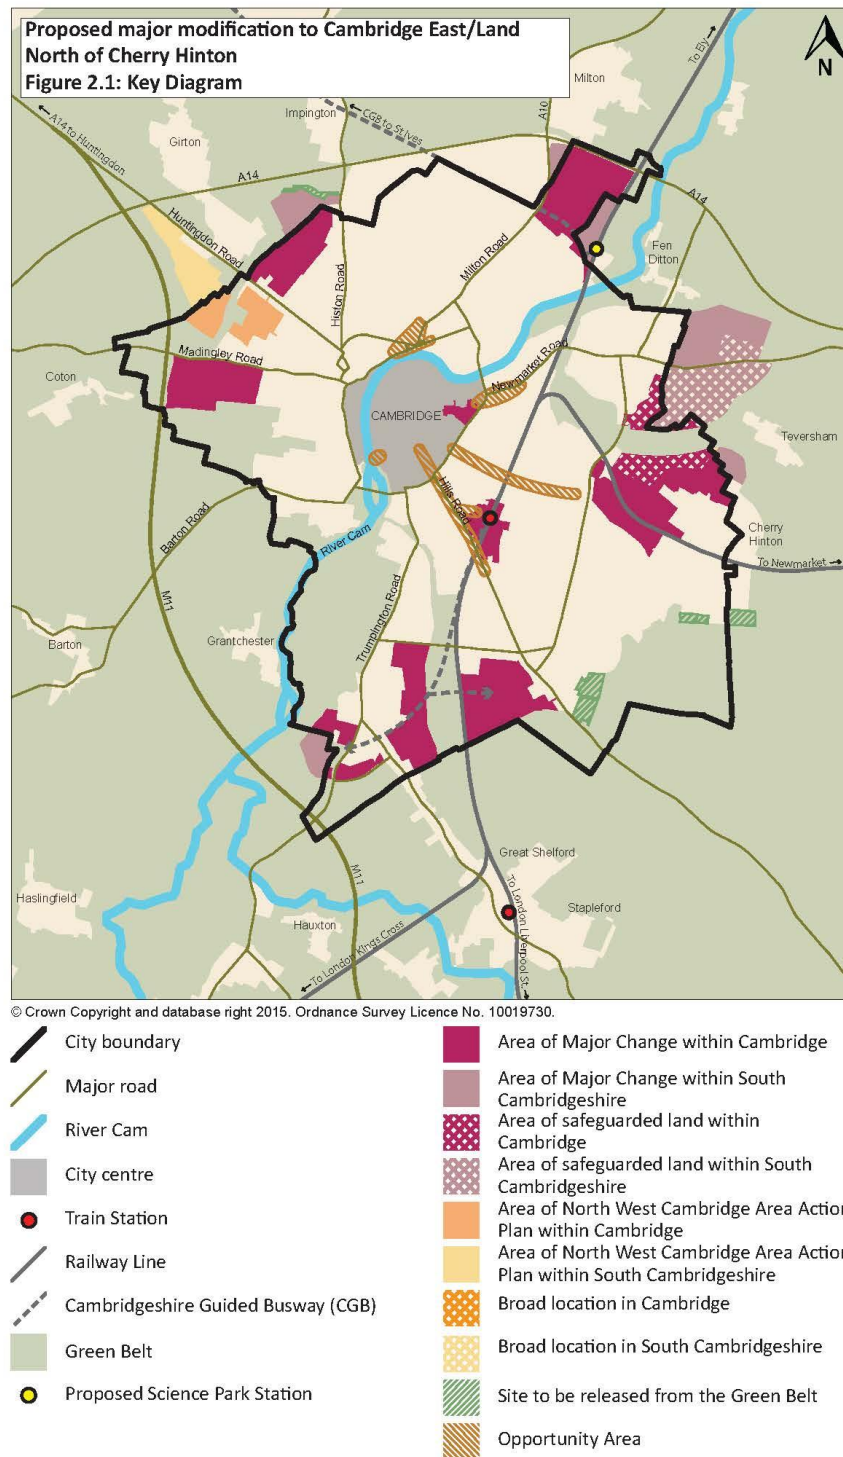 Proposed major modification to Cambridge East/Land
North of Cherry Hinton
Figure 2.1: Key Diagram
N
To Ely
Milton
Impington
CGB to St Ives
A10
A14 to Huntingdon
Girton
A14
A14
Huntingdon Road
Histon Road
Milton Road
Fen
Ditton
Madingley Road
Newmarket Road
Coton
CAMBRIDGE
Teversham
Hills Road
Barton Road
River Cam
Cherry
Hinton
To Newmarket
M11
Trumpington Road
Barton
Grantchester
Great Shelford
M11
Haslingfield
To London Liverpool St.
Stapleford
Hauxton
To London Kings Cross
© Crown Copyright and database right 2015. Ordnance Survey Licence No. 10019730.
City boundary
Major road
River Cam
City centre
Train Station
Railway Line
Cambridgeshire Guided Busway (CGB)
Green Belt
Proposed Science Park Station
Area of Major Change within Cambridge
Area of Major Change within South
Cambridgeshire
Area of safeguarded land within
Cambridge
Area of safeguarded land within South
Cambridgeshire
Area of North West Cambridge Area Action
Plan within Cambridge
Area of North West Cambridge Area Action
Plan within South Cambridgeshire
Broad location in Cambridge
Broad location in South Cambridgeshire
Site to be released from the Green Belt
Opportunity Area